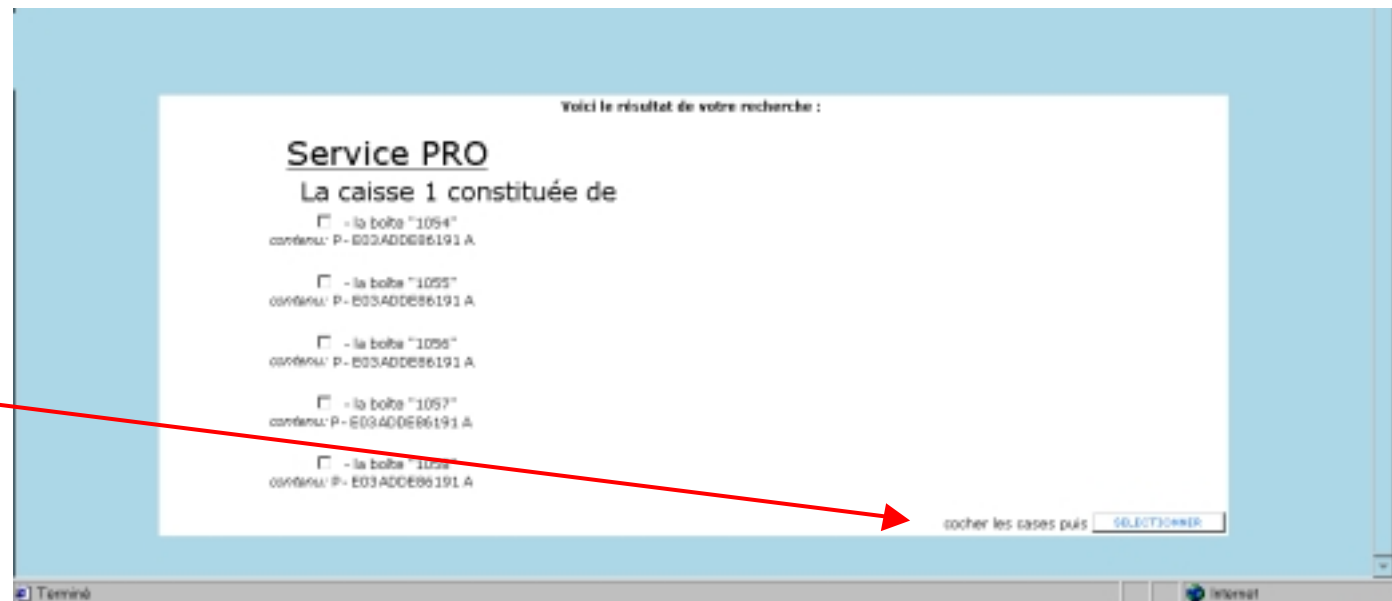 Voici le résultat de votre recherche :
Service PRO
La caisse 1 constituée de
- la boîte "1054"
contenu: P- E03ADDE86191 A
- la boîte "1055"
contenu: P- E03ADDE86191 A
- la boîte "1056"
contenu: P- E03ADDE86191 A
- la boîte "1057"
contenu: P- E03ADDE86191 A
- la boîte "1058"
contenu: P- E03ADDE86191 A
cocher les cases puis SELECTIONNER
Terminé Internet